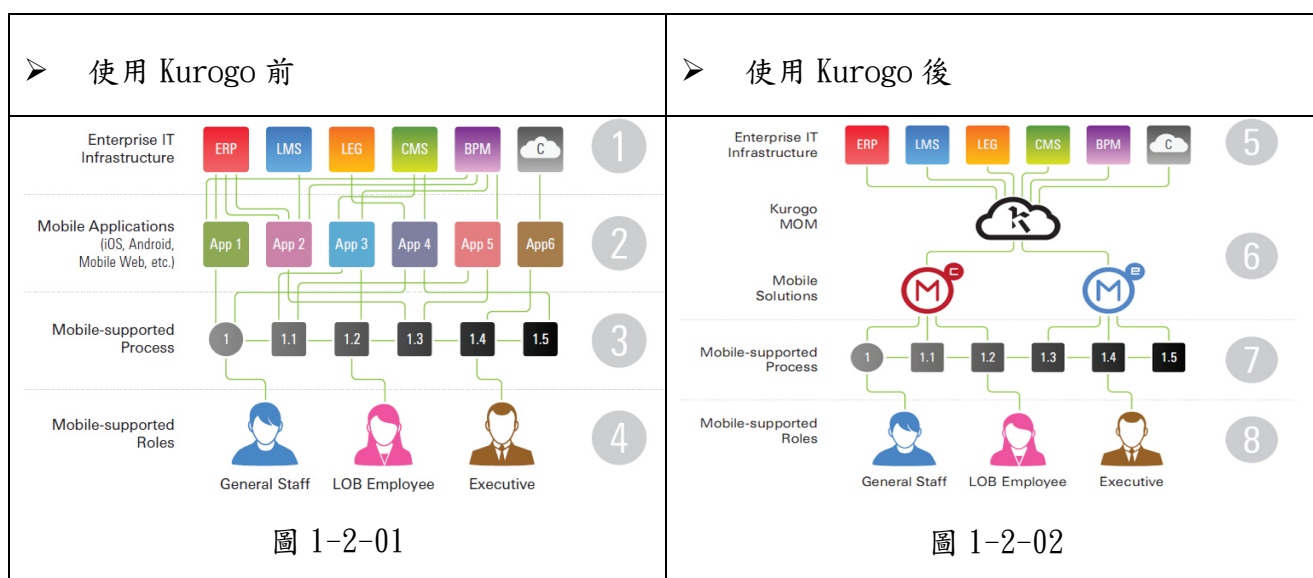 ➢ 使用 Kurogo 前
Enterprise IT
Infrastructure
ERP LMS LEG CMS BPM C
1
Mobile Applications
(iOS, Android,
Mobile Web, etc.)
App 1 App 2 App 3 App 4 App 5 App6
2
Mobile-supported
Process
1 1.1 1.2 1.3 1.4 1.5
3
Mobile-supported
Roles
4
General Staff LOB Employee Executive
圖 1-2-01
➢ 使用 Kurogo 後
Enterprise IT
Infrastructure
ERP LMS LEG CMS BPM C
5
Kurogo
MOM
k
6
Mobile
Solutions
M c M e
Mobile-supported
Process
1 1.1 1.2 1.3 1.4 1.5
7
Mobile-supported
Roles
8
General Staff LOB Employee Executive
圖 1-2-02